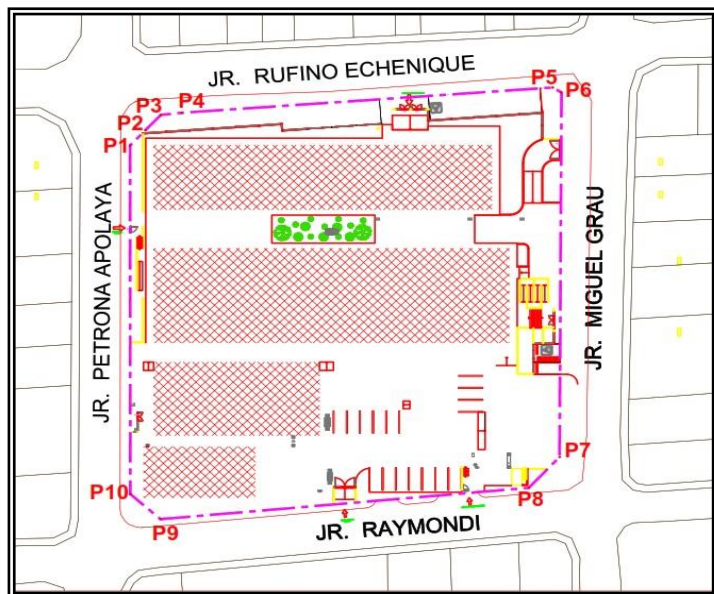 JR. RUFINO ECHENIQUE
P5
P6
P3
P4
P2
P1
JR. PETRONA APOLAYA
JR. MIGUEL GRAU
P7
P10
P8
P9
JR. RAYMONDI